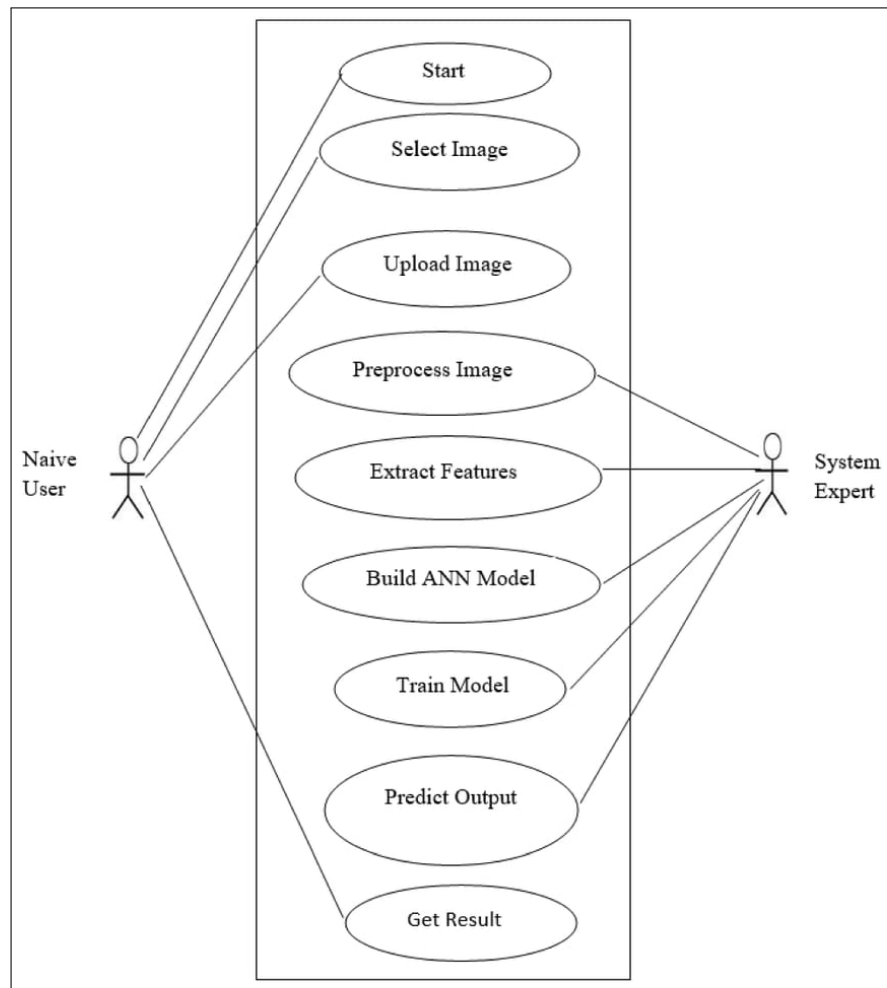 Start
Select Image
Upload Image
Preprocess Image
Naive
User
Extract Features
System
Expert
Build ANN Model
Train Model
Predict Output
Get Result